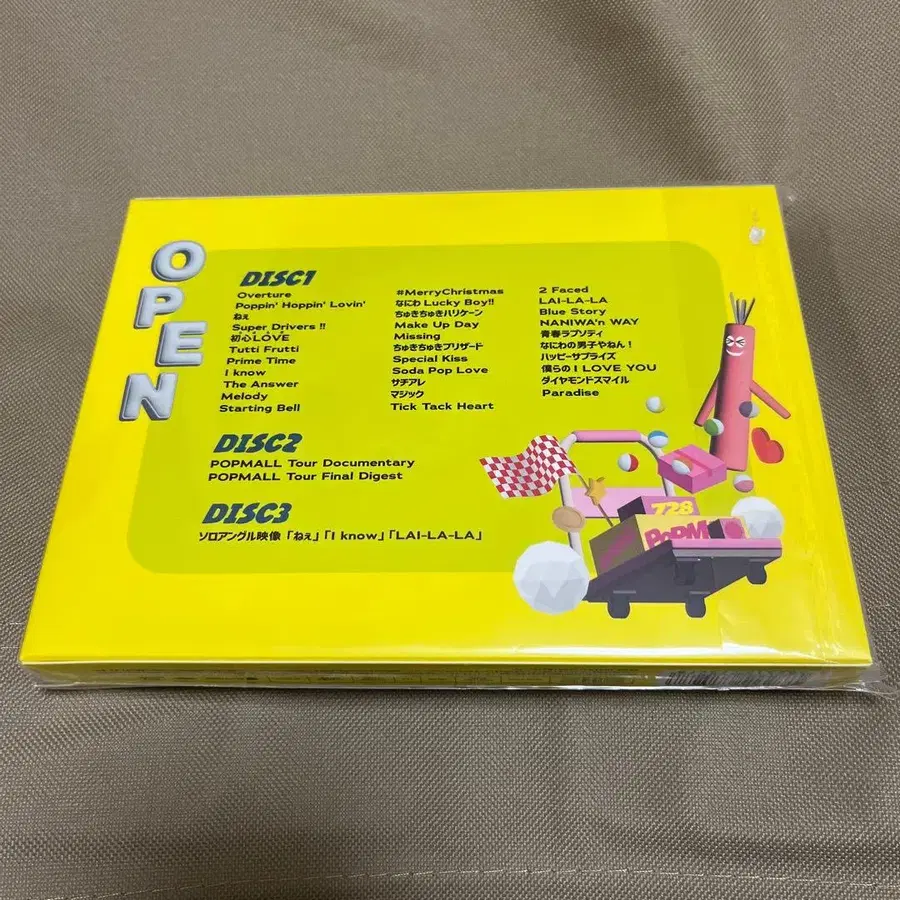 OPEN
DISC1
Overture
Poppin' Hoppin' Lovin'
ねぇ
Super Drivers !!
初心LOVE
Tutti Frutti
Prime Time
I know
The Answer
Melody
Starting Bell
#MerryChristmas
なにわ Lucky Boy!!
ちゅきちゅきハリケーン
Make Up Day
Missing
ちゅきちゅきブリザード
Special Kiss
Soda Pop Love
サチアレ
マジック
Tick Tack Heart
2 Faced
LAI-LA-LA
Blue Story
NANIWA'n WAY
青春ラプソディ
なにわの男子やねん！
ハッピーサプライズ
僕らの I LOVE YOU
ダイヤモンドスマイル
Paradise
DISC2
POPMALL Tour Documentary
POPMALL Tour Final Digest
DISC3
ソロアングル映像「ねぇ」「I know」「LAI-LA-LA」
728